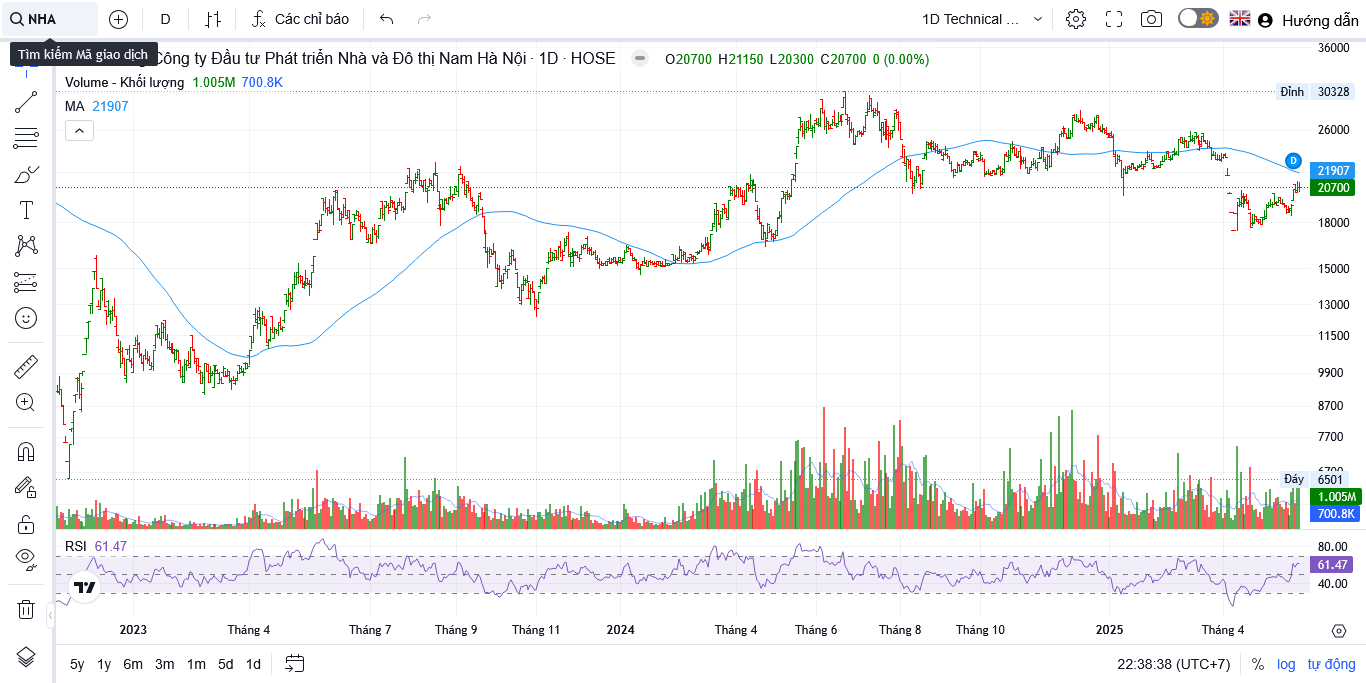 NHA D Các chỉ báo 1D Technical ... Hướng dẫn
Tìm kiếm Mã giao dịch
Công ty Đầu tư Phát triển Nhà và Đô thị Nam Hà Nội · 1D · HOSE O20700 H21150 L20300 C20700 0 (0.00%)
Volume - Khối lượng 1.005M 700.8K
MA 21907
36000
Đỉnh 30328
26000
D
21907
20700
18000
15000
13000
11500
9900
8700
7700
6700
Đáy 6501
1.005M
700.8K
RSI 61.47
80.00
61.47
40.00
2023 Tháng 4 Tháng 7 Tháng 9 Tháng 11 2024 Tháng 4 Tháng 6 Tháng 8 Tháng 10 2025 Tháng 4
5y 1y 6m 3m 1m 5d 1d 22:38:38 (UTC+7) % log tự động